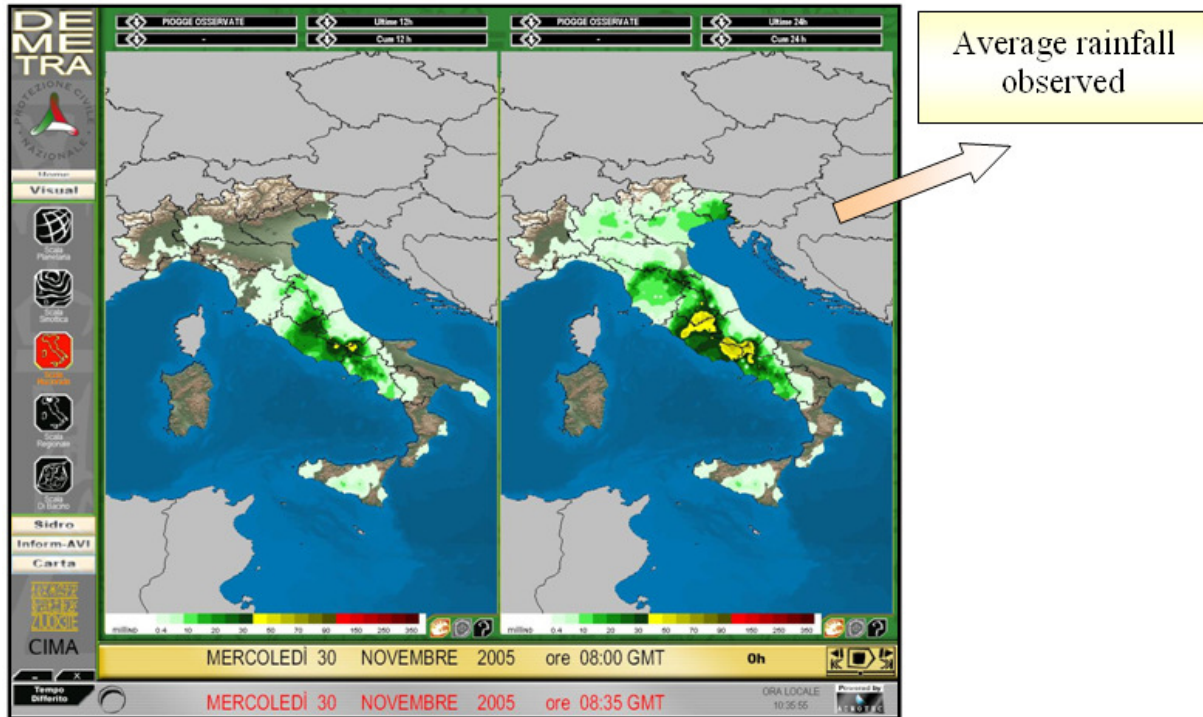 DE
ME
TRA
PROTEZIONE CIVILE
NAZIONALE
Home
Visual
Scala
Planetaria
Scala
Sinottica
Scala
Scala
Regionale
Scala
Di Bacino
Sidro
Inform-AVI
Carta
CIMA
Tempo
Differito
PIOGGE OSSERVATE
Ultime 12h
-
Cum 12 h
PIOGGE OSSERVATE
Ultime 24h
-
Cum 24 h
millim 0.4 10 20 30 50 70 90 150 250 350
millim 0.4 10 20 30 50 70 90 150 250 350
MERCOLEDÌ 30 NOVEMBRE 2005 ore 08:00 GMT 0h
MERCOLEDÌ 30 NOVEMBRE 2005 ore 08:35 GMT
ORA LOCALE
10:35:55
Powered by
Average rainfall
observed